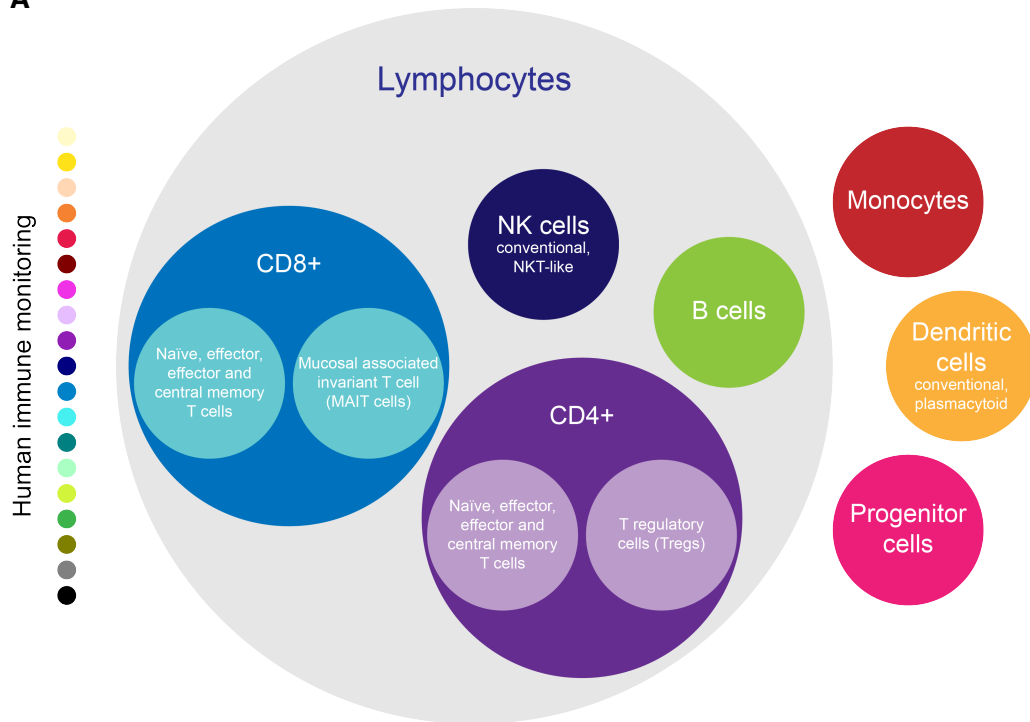 A
Human immune monitoring
Lymphocytes
CD8+
Naïve, effector,
effector and
central memory
T cells
Mucosal associated
invariant T cell
(MAIT cells)
NK cells
conventional,
NKT-like
B cells
CD4+
Naïve, effector,
effector and
central memory
T cells
T regulatory
cells (Tregs)
Monocytes
Dendritic
cells
conventional,
plasmacytoid
Progenitor
cells